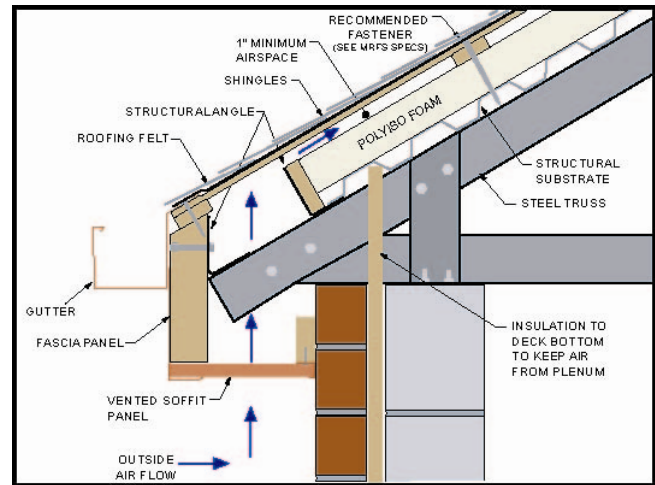 RECOMMENDED
FASTENER
(SEE MRFS SPECS)
1" MINIMUM
AIRSPACE
SHINGLES
STRUCTURALANGLE
ROOFING FELT
POLYISO FOAM
STRUCTURAL
SUBSTRATE
STEEL TRUSS
GUTTER
FASCIA PANEL
INSULATION TO
DECK BOTTOM
TO KEEP AIR
FROM PLENUM
VENTED SOFFIT
PANEL
OUTSIDE
AIR FLOW